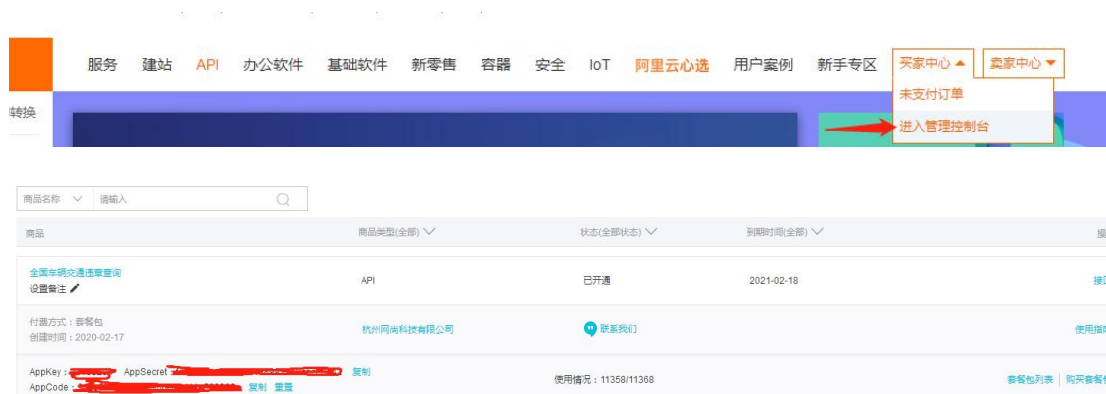 服务 建站 API 办公软件 基础软件 新零售 容器 安全 IoT 阿里云心选 用户案例 新手专区 买家中心 卖家中心
未支付订单
转换
进入管理控制台
商品名称 请输入
商品 商品类型(全部) 状态(全部状态) 到期时间(全部)
全国车辆交通违章查询
设置备注
API 已开通 2021-02-18
付费方式：套餐包
创建时间：2020-02-17
杭州网尚科技有限公司 联系我们 使用指南
AppKey： AppSecret 复制
AppCode： 复制 重置
使用情况：11358/11368 套餐包列表 购买套餐